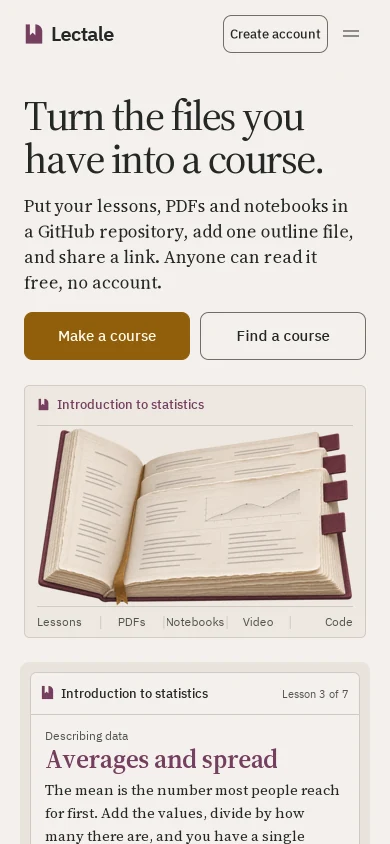 Lectale
Create account
Turn the files you
have into a course.
Put your lessons, PDFs and notebooks in
a GitHub repository, add one outline file,
and share a link. Anyone can read it
free, no account.
Make a course
Find a course
Introduction to statistics
Lessons
PDFs
Notebooks
Video
Code
Introduction to statistics
Lesson 3 of 7
Describing data
Averages and spread
The mean is the number most people reach
for first. Add the values, divide by how
many there are, and you have a single